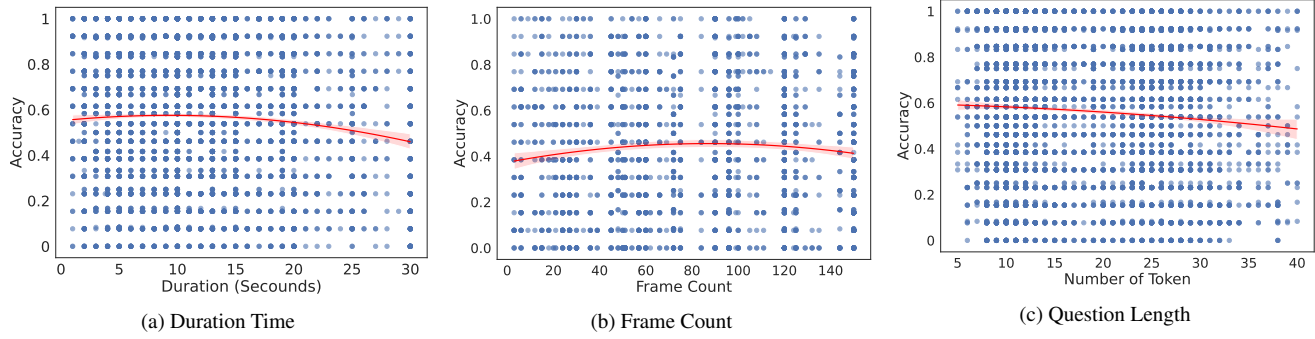 1
0.8
0.6
0.4
0.2
0
Accuracy
0 5 10 15 20 25 30
Duration (Secounds)
(a) Duration Time
1.0
0.8
0.6
0.4
0.2
0.0
Accuracy
0 20 40 60 80 100 120 140
Frame Count
(b) Frame Count
1
0.8
0.6
0.4
0.2
0
Accuracy
5 10 15 20 25 30 35 40
Number of Token
(c) Question Length